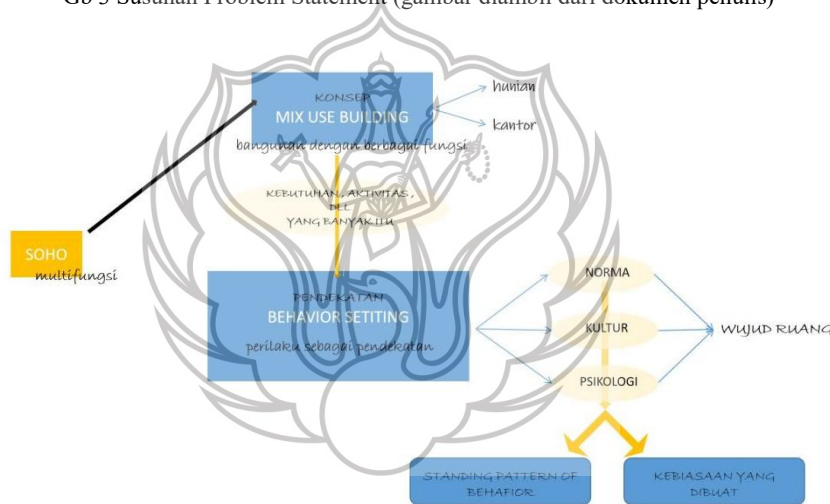 Gb 3 Susunan Problem Statement (gambar diambil dari dokumen penulis)
KONSEP
MIX USE BUILDING
bangunan dengan berbagai fungsi
hunian
kantor
KEBUTUHAN, AKTIVITAS,
DLL
YANG BANYAK ITU
SOHO
multifungsi
PENDEKATAN
BEHAVIOR SETITING
perilaku sebagai pendekatan
NORMA
KULTUR
PSIKOLOGI
WUJUD RUANG
STANDING PATTERN OF
BEHAFIOR
KEBIASAAN YANG
DIBUAT